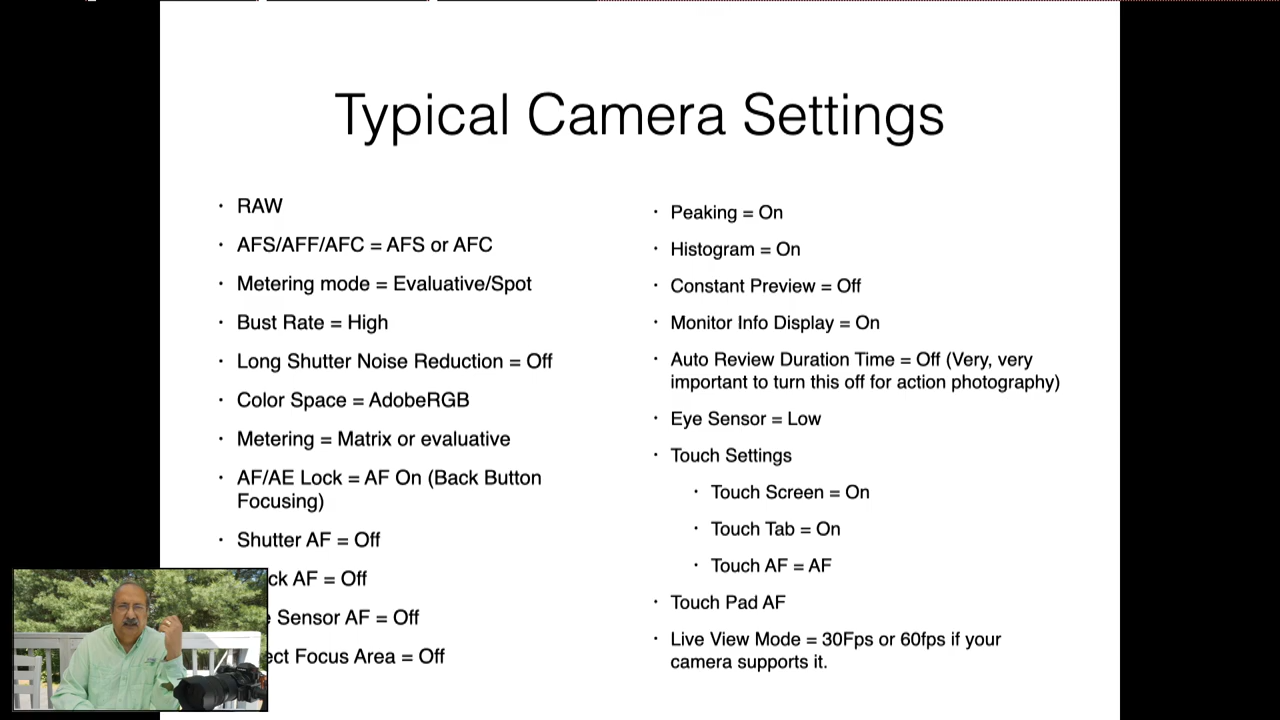 Typical Camera Settings
RAW
AFS/AFF/AFC = AFS or AFC
Metering mode = Evaluative/Spot
Bust Rate = High
Long Shutter Noise Reduction = Off
Color Space = AdobeRGB
Metering = Matrix or evaluative
AF/AE Lock = AF On (Back Button
Focusing)
Shutter AF = Off
AF = Off
Sensor AF = Off
Focus Area = Off
Peaking = On
Histogram = On
Constant Preview = Off
Monitor Info Display = On
Auto Review Duration Time = Off (Very, very
important to turn this off for action photography)
Eye Sensor = Low
Touch Settings
Touch Screen = On
Touch Tab = On
Touch AF = AF
Touch Pad AF
Live View Mode = 30Fps or 60fps if your
camera supports it.